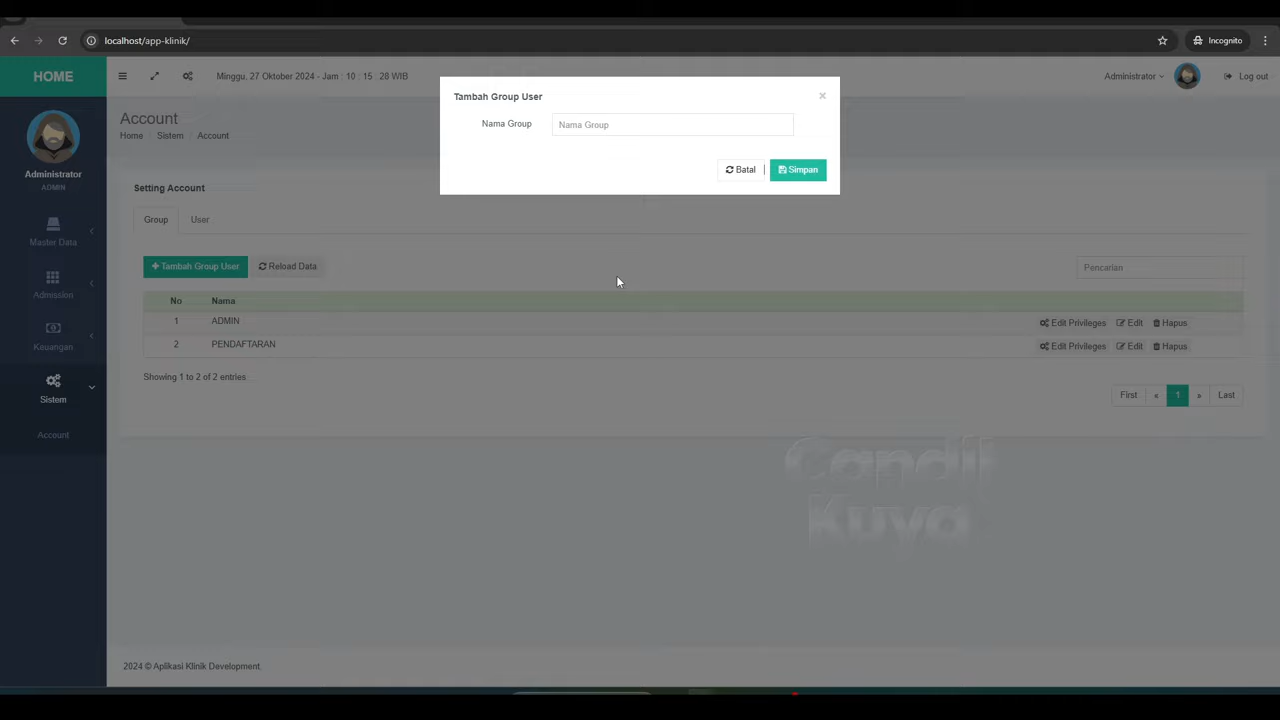 localhost/app-klinik/
Incognito
HOME
Minggu, 27 Oktober 2024 - Jam : 10 : 15 : 28 WIB
Administrator
Log out
Tambah Group User
×
Nama Group
Nama Group
Batal
Simpan
Account
Home / Sistem / Account
Administrator
ADMIN
Master Data
Admission
Keuangan
Sistem
Account
Setting Account
Group
User
Tambah Group User
Reload Data
Pencarian
No Nama
1 ADMIN Edit Privileges Edit Hapus
2 PENDAFTARAN Edit Privileges Edit Hapus
Showing 1 to 2 of 2 entries
First « 1 » Last
Kuya
2024 © Aplikasi Klinik Development